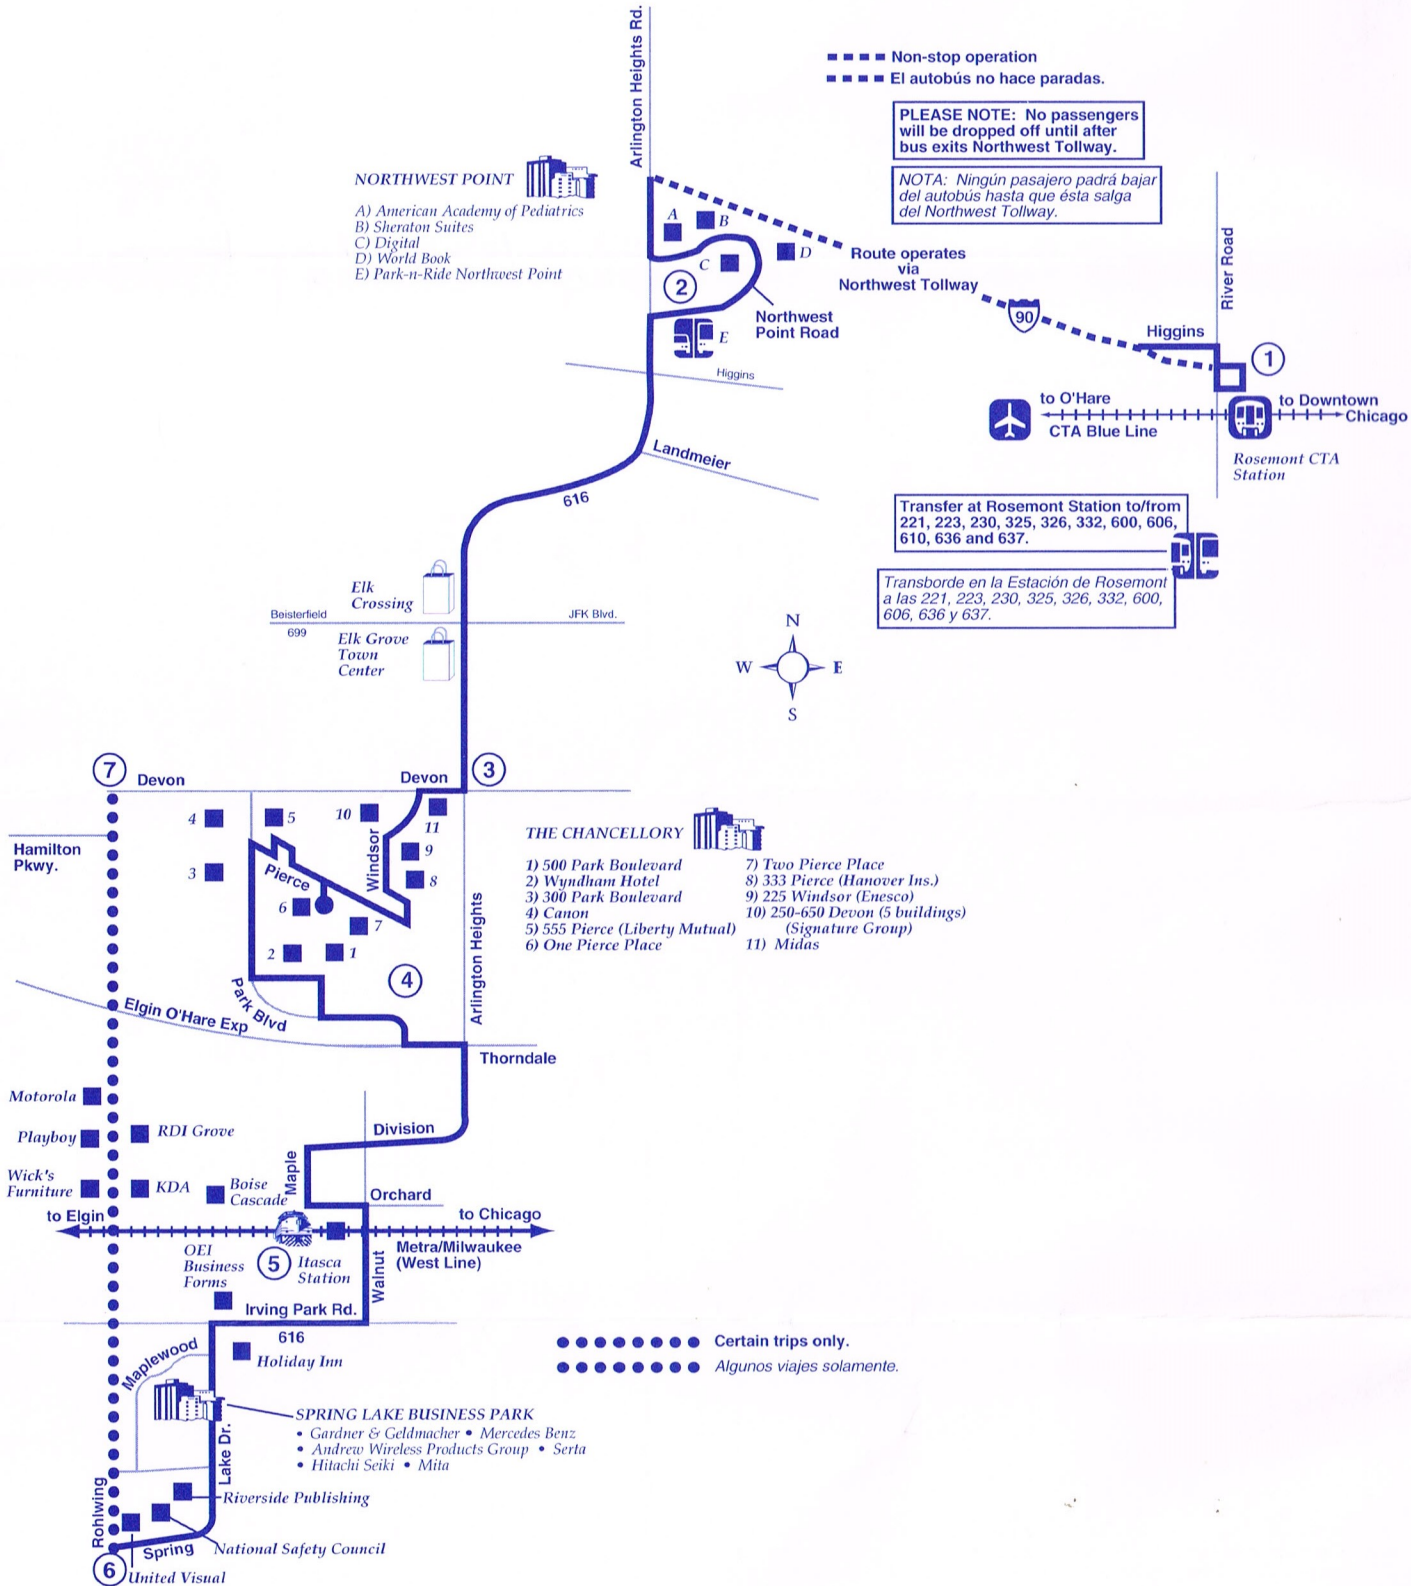 Arlington Heights Rd.
Non-stop operation
El autobús no hace paradas.
PLEASE NOTE: No passengers
will be dropped off until after
bus exits Northwest Tollway.
NOTA: Ningún pasajero padrá bajar
del autobús hasta que ésta salga
del Northwest Tollway.
NORTHWEST POINT
A) American Academy of Pediatrics
B) Sheraton Suites
C) Digital
D) World Book
E) Park-n-Ride Northwest Point
A
B
C
D
2
E
Northwest
Point Road
Route operates
via
Northwest Tollway
90
River Road
Higgins
1
Higgins
to O'Hare
CTA Blue Line
to Downtown
Chicago
Rosemont CTA
Station
Landmeier
616
Transfer at Rosemont Station to/from
221, 223, 230, 325, 326, 332, 600, 606,
610, 636 and 637.
Transborde en la Estación de Rosemont
a las 221, 223, 230, 325, 326, 332, 600,
606, 636 y 637.
Elk
Crossing
Beisterfield
699
JFK Blvd.
Elk Grove
Town
Center
N
W
E
S
7
Devon
Devon
3
Hamilton
Pkwy.
4
5
10
11
3
Pierce
Windsor
9
8
6
7
2
1
4
Park Blvd
Arlington Heights
THE CHANCELLORY
1) 500 Park Boulevard
2) Wyndham Hotel
3) 300 Park Boulevard
4) Canon
5) 555 Pierce (Liberty Mutual)
6) One Pierce Place
7) Two Pierce Place
8) 333 Pierce (Hanover Ins.)
9) 225 Windsor (Enesco)
10) 250-650 Devon (5 buildings)
(Signature Group)
11) Midas
Elgin O'Hare Exp
Thorndale
Motorola
Playboy
RDI Grove
Wick's
Furniture
KDA
Boise
Cascade
Maple
Division
Orchard
to Elgin
to Chicago
OEI
Business
Forms
5
Itasca
Station
Walnut
Metra/Milwaukee
(West Line)
Irving Park Rd.
616
Holiday Inn
Certain trips only.
Algunos viajes solamente.
Maplewood
SPRING LAKE BUSINESS PARK
• Gardner & Geldmacher • Mercedes Benz
• Andrew Wireless Products Group • Serta
• Hitachi Seiki • Mita
Lake Dr.
Rohlwing
Riverside Publishing
National Safety Council
Spring
6
United Visual